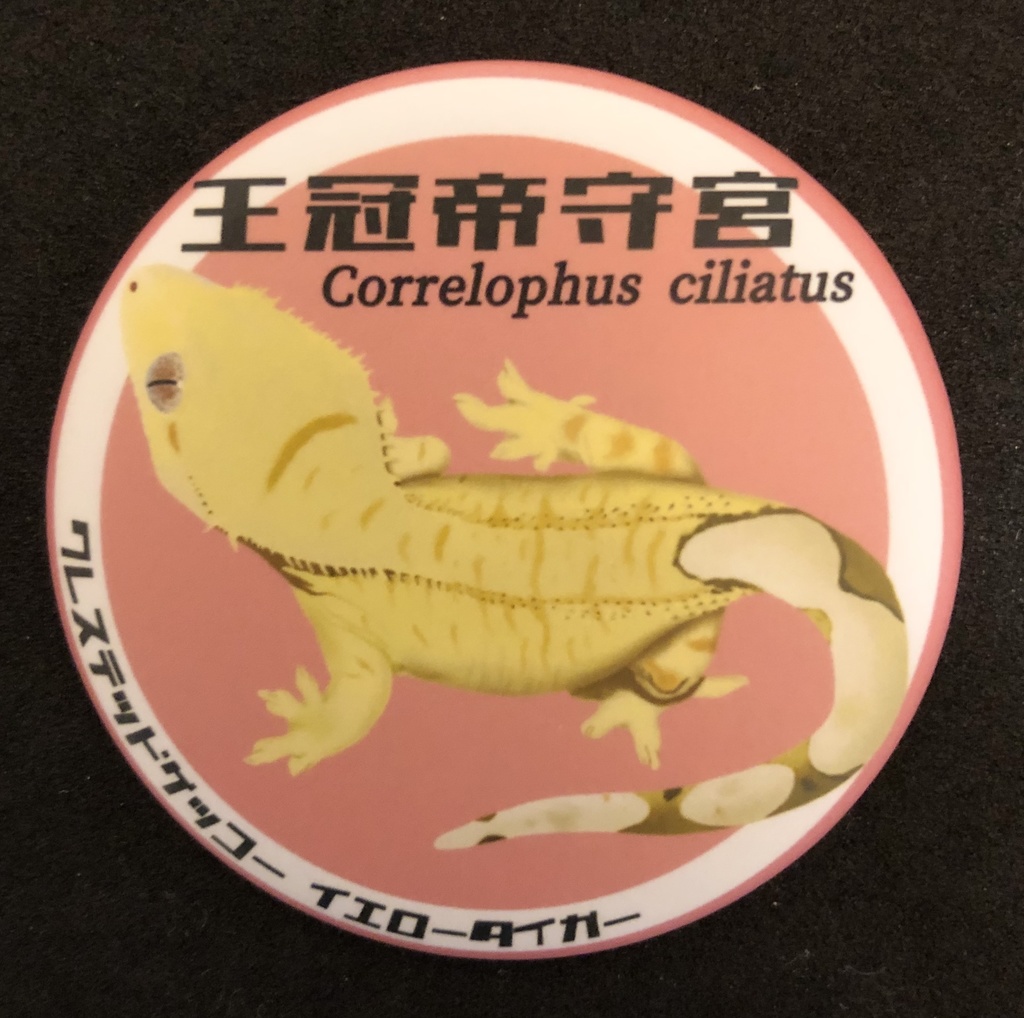 王冠帝守宮
Correlophus ciliatus
クレステッドゲッコー イエロータイガー